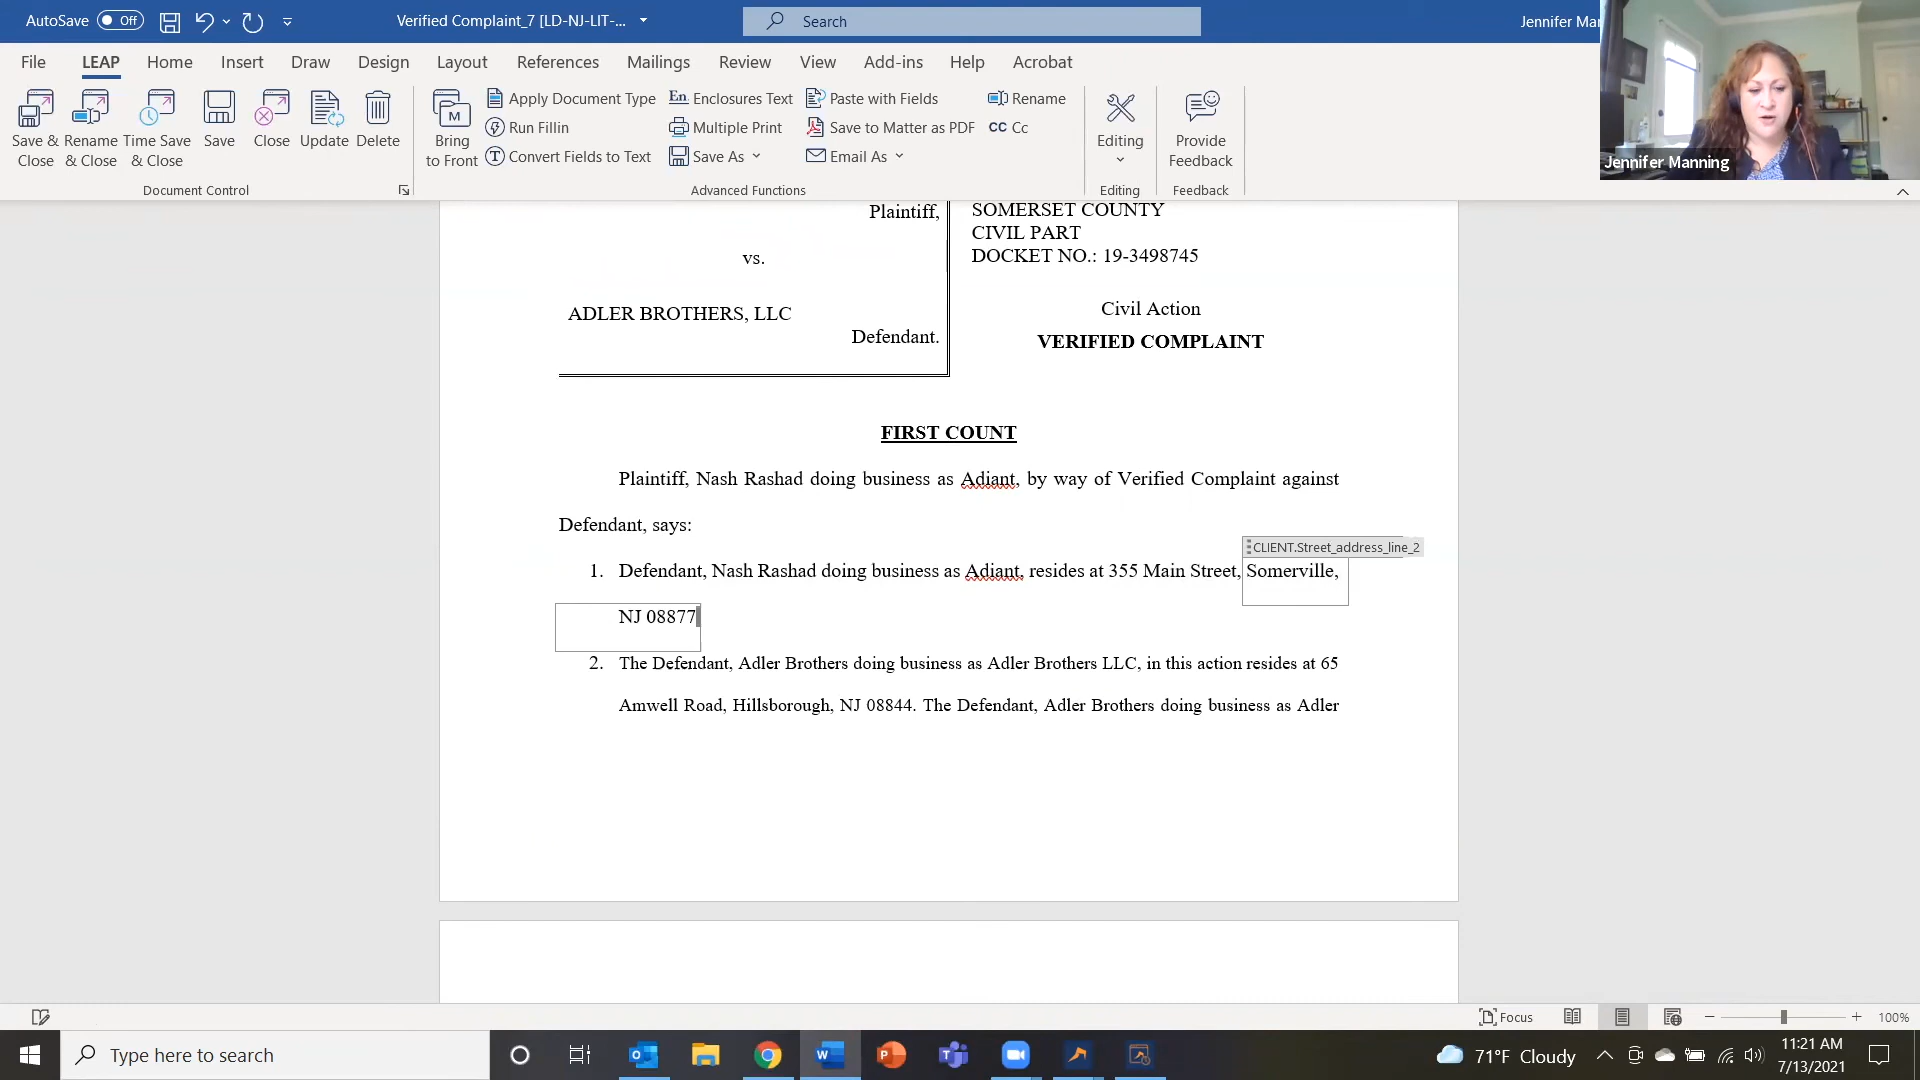 AutoSave Off
Verified Complaint_7 [LD-NJ-LIT-...
Search
Jennifer Mar
File LEAP Home Insert Draw Design Layout References Mailings Review View Add-ins Help Acrobat
Save & Close
Rename & Close
Time Save & Close
Save
Close
Update
Delete
Document Control
Bring to Front
Apply Document Type
Run Fillin
Convert Fields to Text
En Enclosures Text
Multiple Print
Save As
Paste with Fields
Save to Matter as PDF
Email As
Rename
CC Cc
Advanced Functions
Editing
Editing
Provide Feedback
Feedback
Jennifer Manning
Plaintiff,
vs.
ADLER BROTHERS, LLC
Defendant.
SOMERSET COUNTY
CIVIL PART
DOCKET NO.: 19-3498745
Civil Action
VERIFIED COMPLAINT
FIRST COUNT
Plaintiff, Nash Rashad doing business as Adiant, by way of Verified Complaint against
Defendant, says:
CLIENT.Street_address_line_2
1. Defendant, Nash Rashad doing business as Adiant, resides at 355 Main Street, Somerville,
NJ 08877
2. The Defendant, Adler Brothers doing business as Adler Brothers LLC, in this action resides at 65
Amwell Road, Hillsborough, NJ 08844. The Defendant, Adler Brothers doing business as Adler
Focus
100%
Type here to search
71°F Cloudy
11:21 AM
7/13/2021